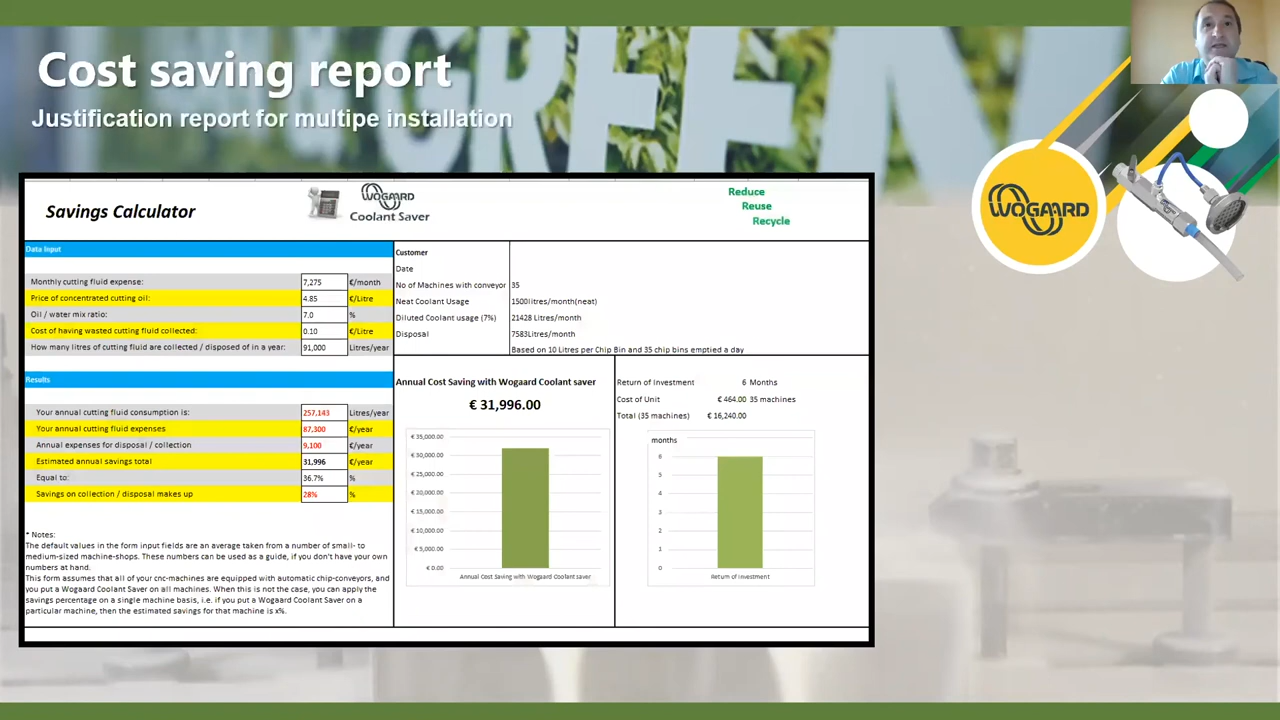 GREEN
Cost saving report
Justification report for multipe installation
WOGAARD
Savings Calculator
WOGAARD
Coolant Saver
Reduce
Reuse
Recycle
Data Input
Monthly cutting fluid expense: 7,275 €/month
Price of concentrated cutting oil: 4.85 €/Litre
Oil / water mix ratio: 7.0 %
Cost of having wasted cutting fluid collected: 0.10 €/Litre
How many litres of cutting fluid are collected / disposed of in a year: 91,000 Litres/year
Customer
Date
No of Machines with conveyor 35
Neat Coolant Usage 1500litres/month(neat)
Diluted Coolant usage (7%) 21428 Litres/month
Disposal 7583Litres/month
Based on 10 Litres per Chip Bin and 35 chip bins emptied a day
Results
Your annual cutting fluid consumption is: 257,143 Litres/year
Your annual cutting fluid expenses 87,300 €/year
Annual expenses for disposal / collection 9,100 €/year
Estimated annual savings total 31,996 €/year
Equal to: 36.7% %
Savings on collection / disposal makes up 28% %
* Notes:
The default values in the form input fields are an average taken from a number of small- to
medium-sized machine-shops. These numbers can be used as a guide, if you don't have your own
numbers at hand.
This form assumes that all of your cnc-machines are equipped with automatic chip-conveyors, and
you put a Wogaard Coolant Saver on all machines. When this is not the case, you can apply the
savings percentage on a single machine basis, i.e. if you put a Wogaard Coolant Saver on a
particular machine, then the estimated savings for that machine is x%.
Annual Cost Saving with Wogaard Coolant saver
€ 31,996.00
€ 35,000.00
€ 30,000.00
€ 25,000.00
€ 20,000.00
€ 15,000.00
€ 10,000.00
€ 5,000.00
€ 0.00
Annual Cost Saving with Wogaard Coolant saver
Return of Investment 6 Months
Cost of Unit € 464.00 35 machines
Total (35 machines) € 16,240.00
months
6
5
4
3
2
1
0
Return of Investment